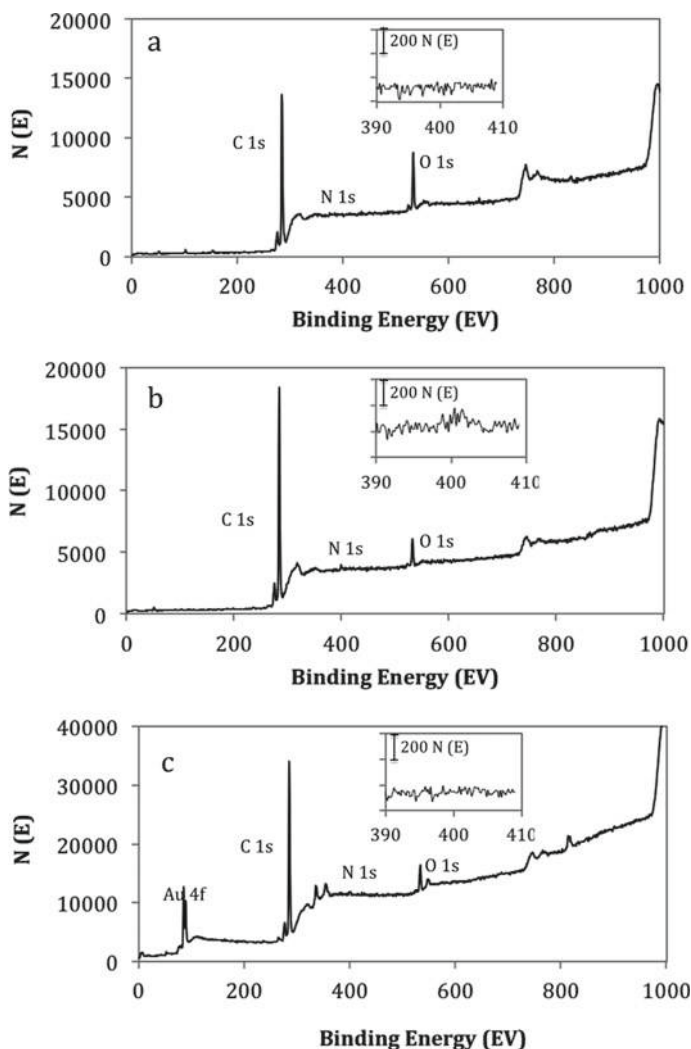 a
200 N (E)
390 400 410
20000
15000
10000
5000
0
N (E)
C 1s
N 1s
O 1s
0 200 400 600 800 1000
Binding Energy (EV)
b
200 N (E)
390 400 410
20000
15000
10000
5000
0
N (E)
C 1s
N 1s
O 1s
0 200 400 600 800 1000
Binding Energy (EV)
c
200 N (E)
390 400 410
40000
30000
20000
10000
0
N (E)
Au 4f
C 1s
N 1s
O 1s
0 200 400 600 800 1000
Binding Energy (EV)